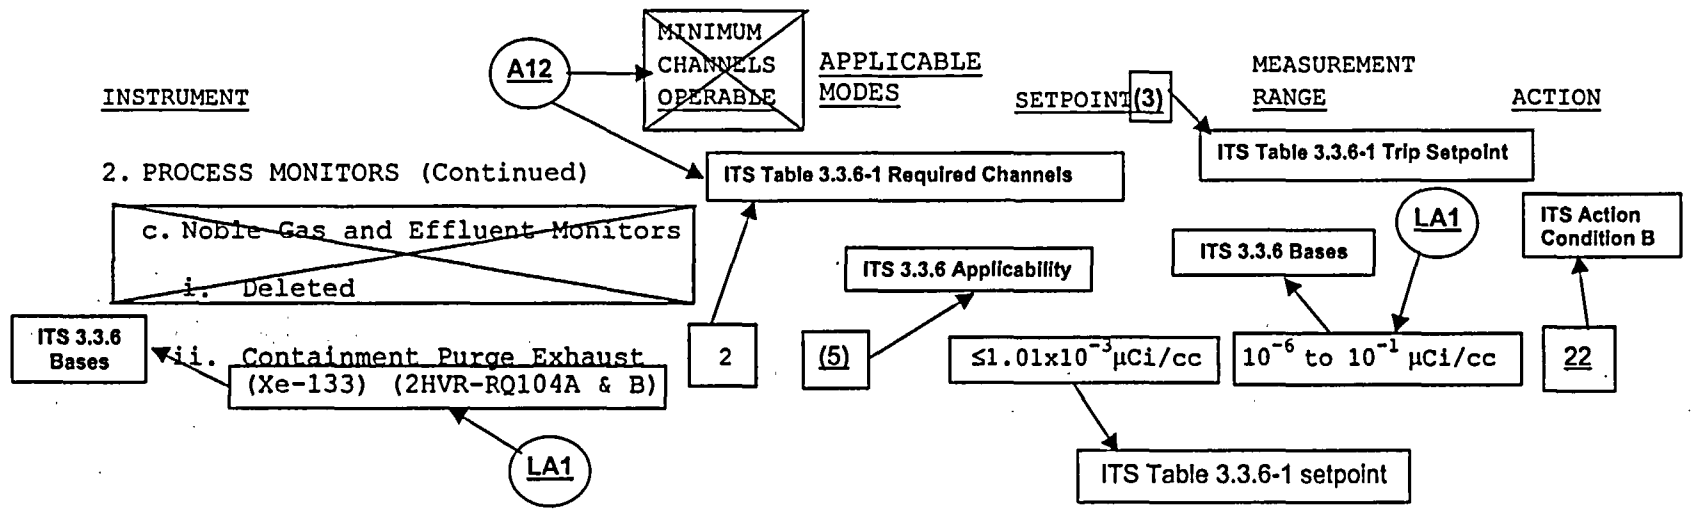 MINIMUM
A12 CHANNELS APPLICABLE MEASUREMENT
INSTRUMENT OPERABLE MODES SETPOINT(3) RANGE ACTION
ITS Table 3.3.6-1 Trip Setpoint
2. PROCESS MONITORS (Continued) ITS Table 3.3.6-1 Required Channels
c. Noble Gas and Effluent Monitors
LA1
ITS Action
Condition B
ITS 3.3.6 Bases
ITS 3.3.6 Applicability
i. Deleted
ITS 3.3.6
Bases
ii. Containment Purge Exhaust 2 (5) ≤1.01x10⁻³μCi/cc 10⁻⁶ to 10⁻¹ μCi/cc 22
(Xe-133) (2HVR-RQ104A & B)
LA1
ITS Table 3.3.6-1 setpoint